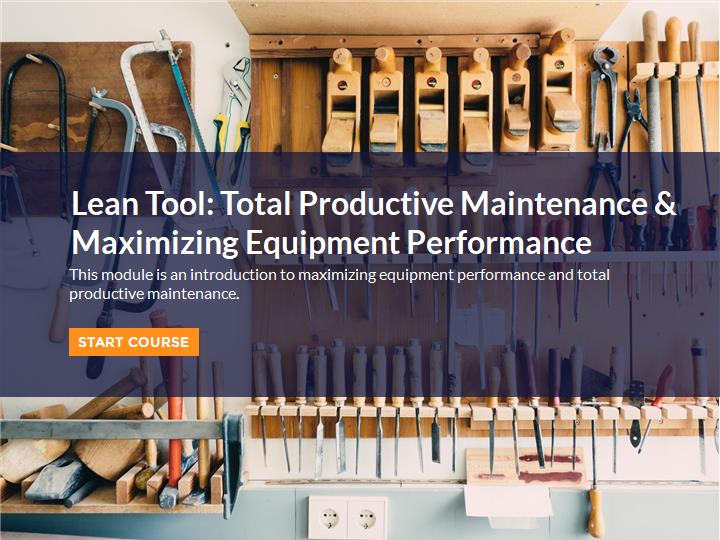 Lean Tool: Total Productive Maintenance &
Maximizing Equipment Performance
This module is an introduction to maximizing equipment performance and total
productive maintenance.
START COURSE